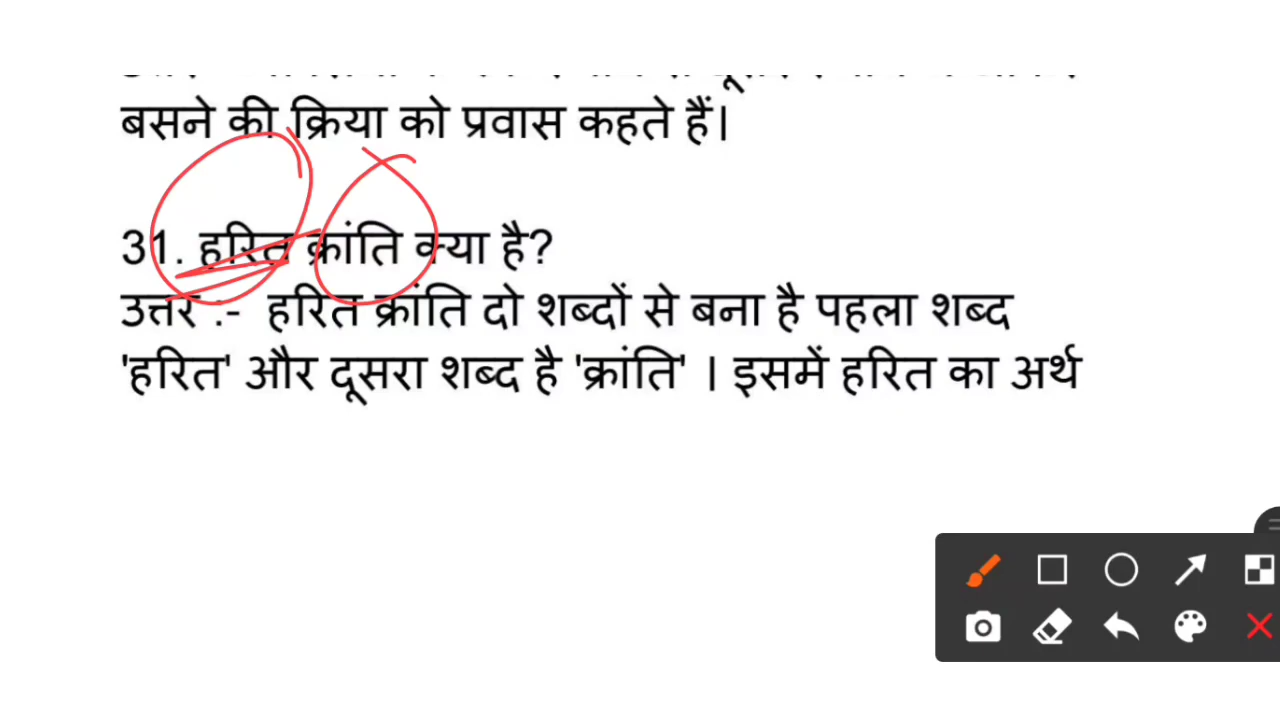 बसने की क्रिया को प्रवास कहते हैं।
31. हरित क्रांति क्या है?
उत्तर :- हरित क्रांति दो शब्दों से बना है पहला शब्द
'हरित' और दूसरा शब्द है 'क्रांति' । इसमें हरित का अर्थ